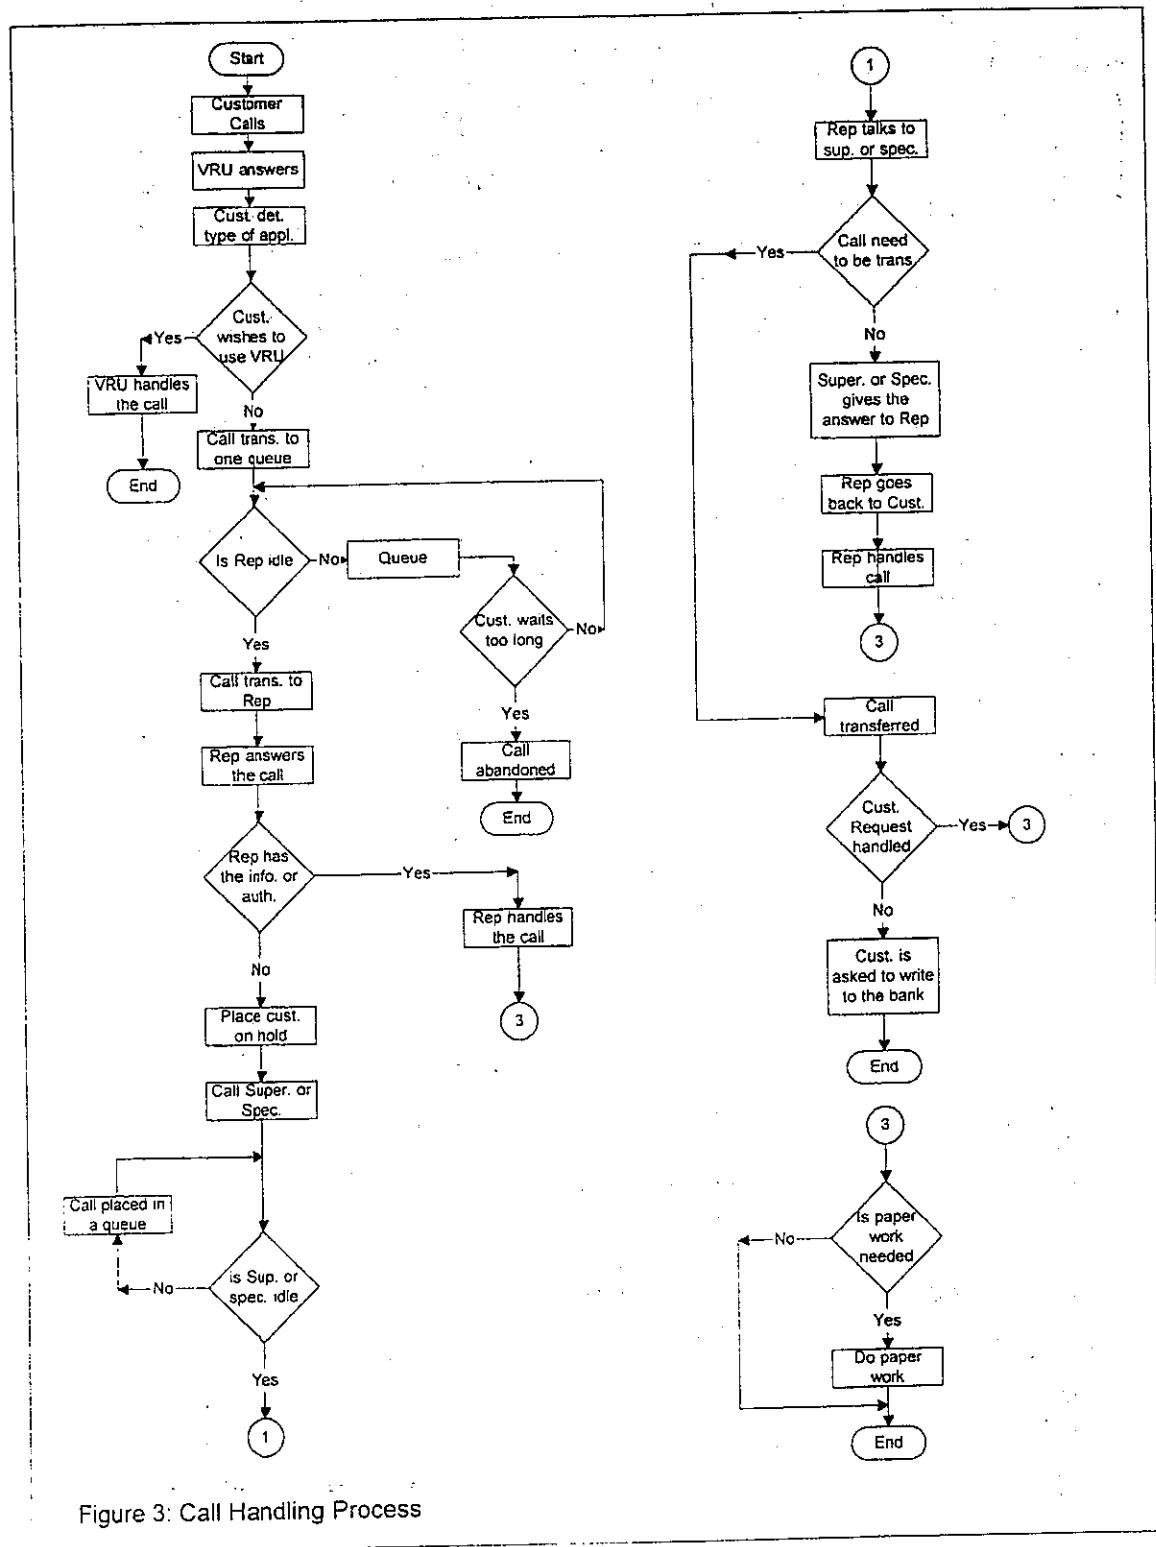 Start
Customer
Calls
VRU answers
Cust. det.
type of appl.
Cust.
wishes to
use VRU
Yes
VRU handles
the call
End
No
Call trans. to
one queue
Is Rep idle
No
Queue
Cust. waits
too long
No
Yes
Call
abandoned
End
Yes
Call trans. to
Rep
Rep answers
the call
Rep has
the info. or
auth.
Yes
Rep handles
the call
3
No
Place cust.
on hold
Call Super. or
Spec.
Call placed in
a queue
is Sup. or
spec. idle
No
Yes
1
1
Rep talks to
sup. or spec.
Call need
to be trans.
Yes
No
Super. or Spec.
gives the
answer to Rep
Rep goes
back to Cust.
Rep handles
call
3
Call
transferred
Cust.
Request
handled
Yes
3
No
Cust. is
asked to write
to the bank
End
3
Is paper
work
needed
No
Yes
Do paper
work
End
Figure 3: Call Handling Process